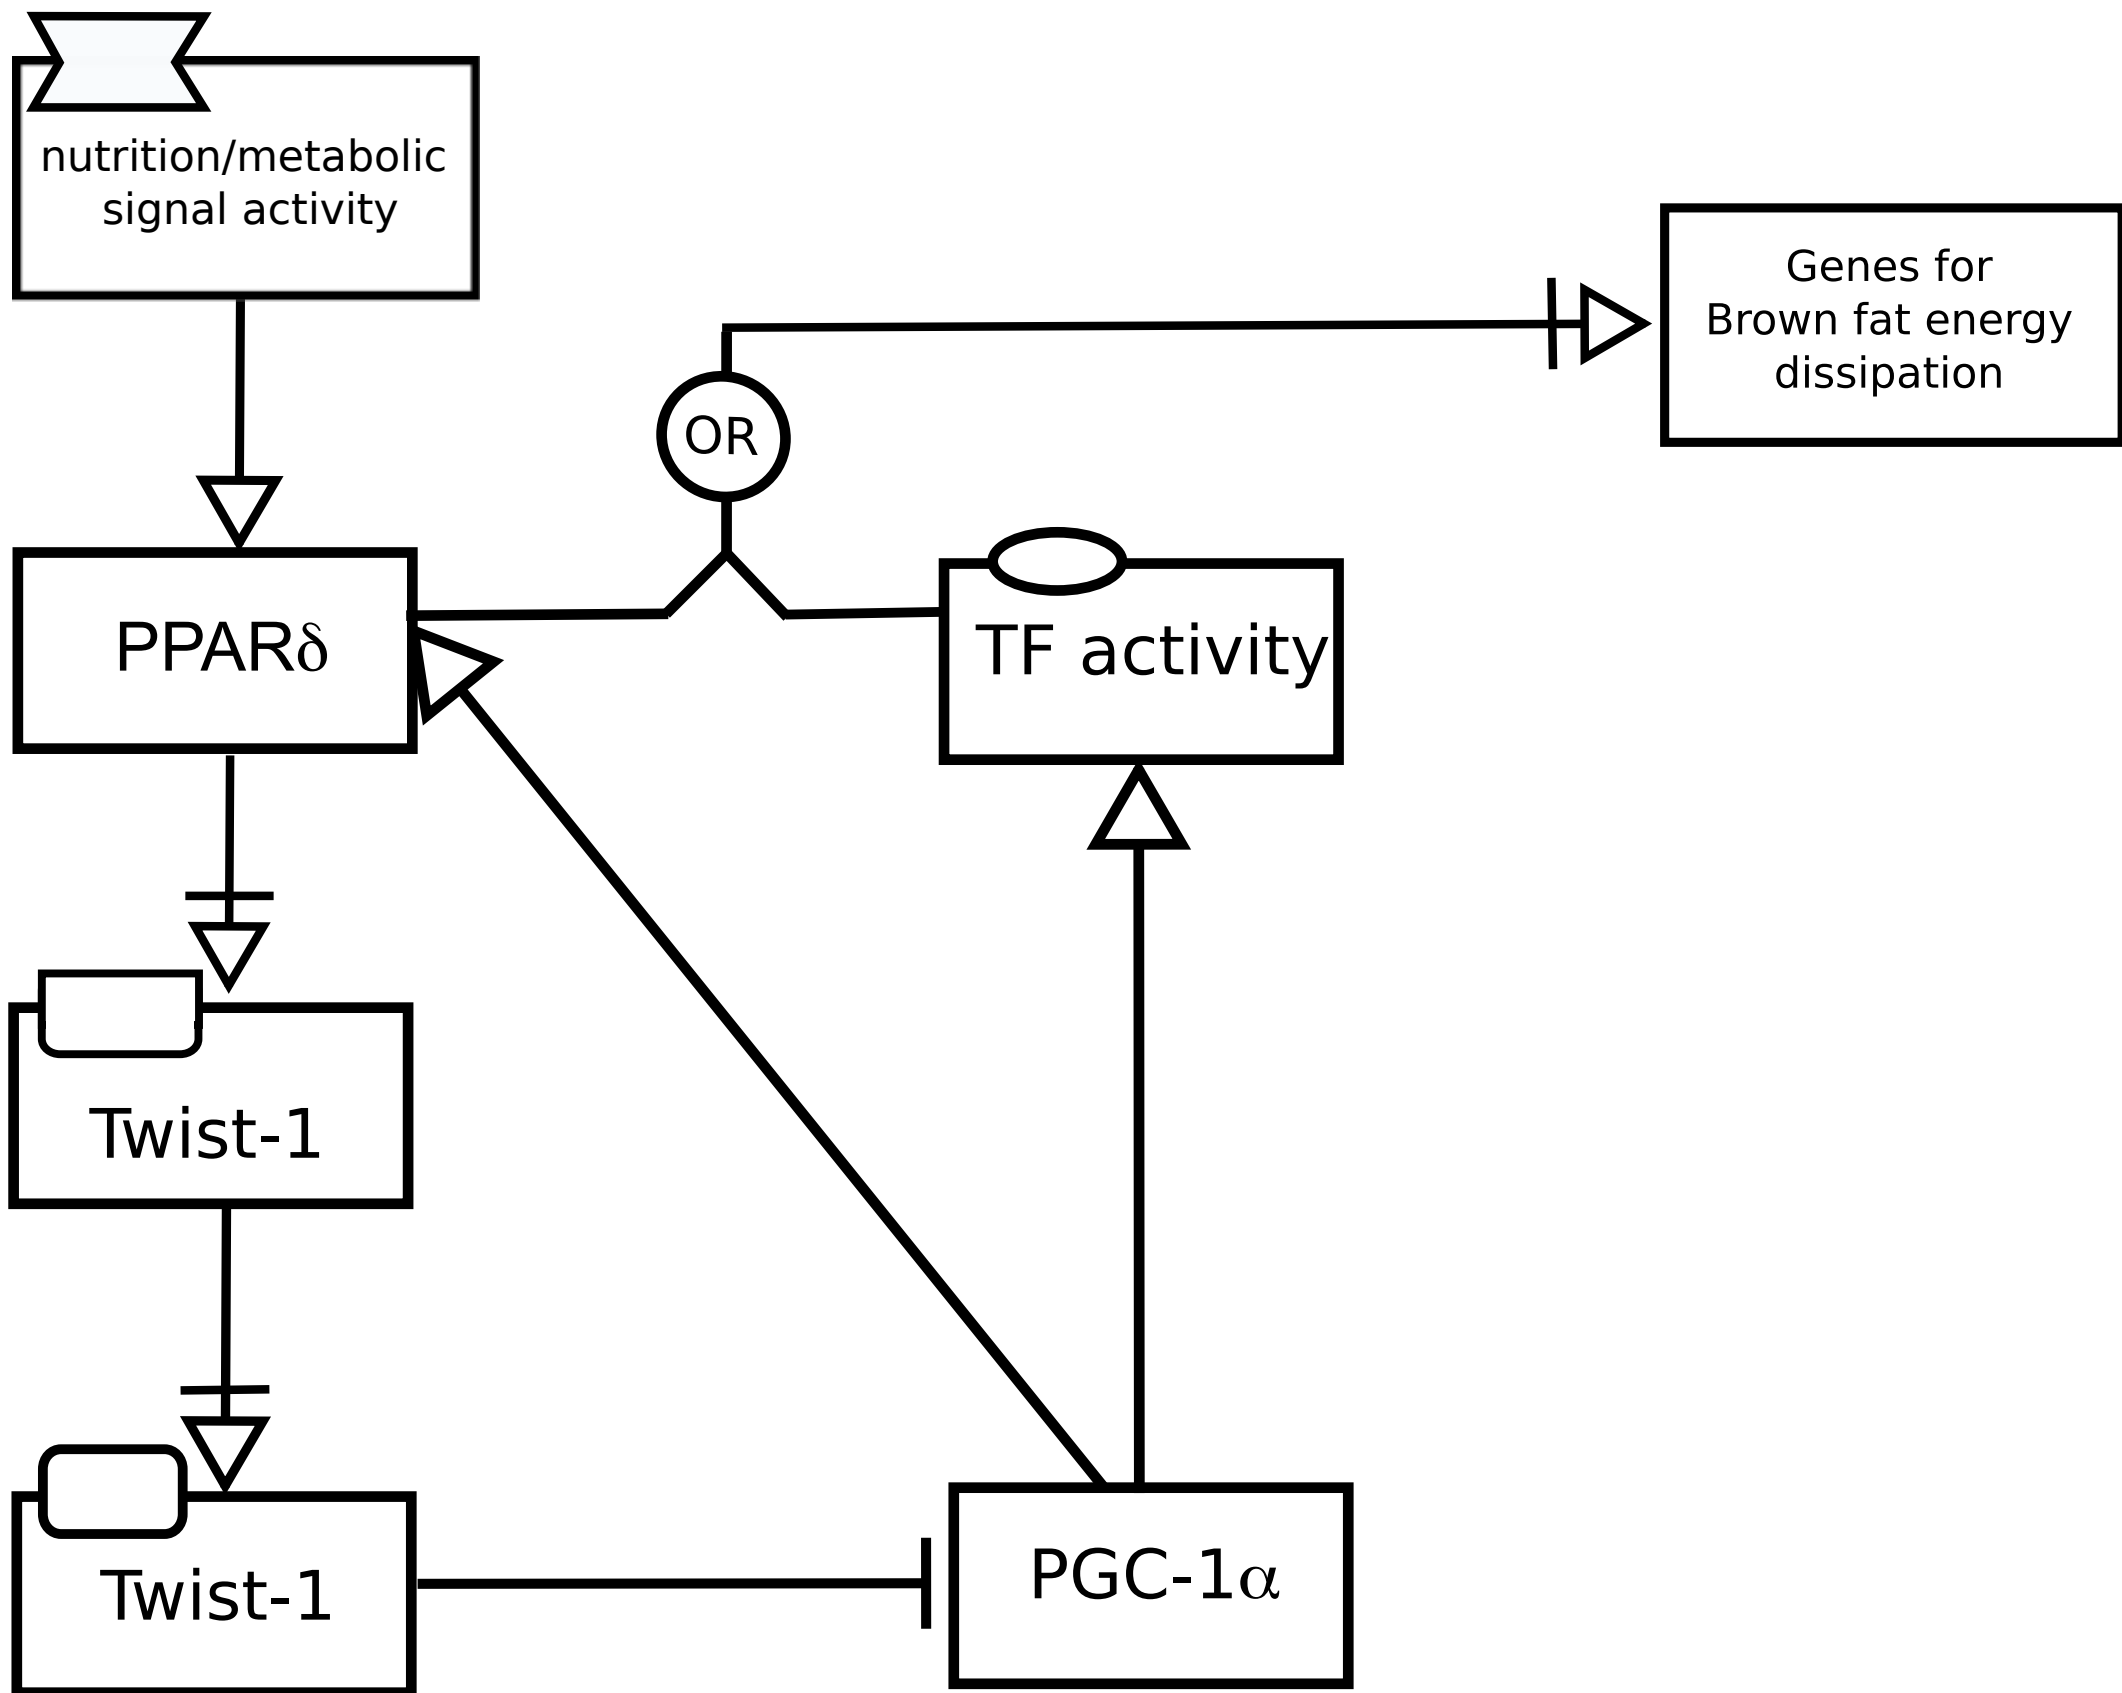 nutrition/metabolic
signal activity
Genes for
Brown fat energy
dissipation
OR
PPARδ
TF activity
Twist-1
Twist-1
PGC-1α